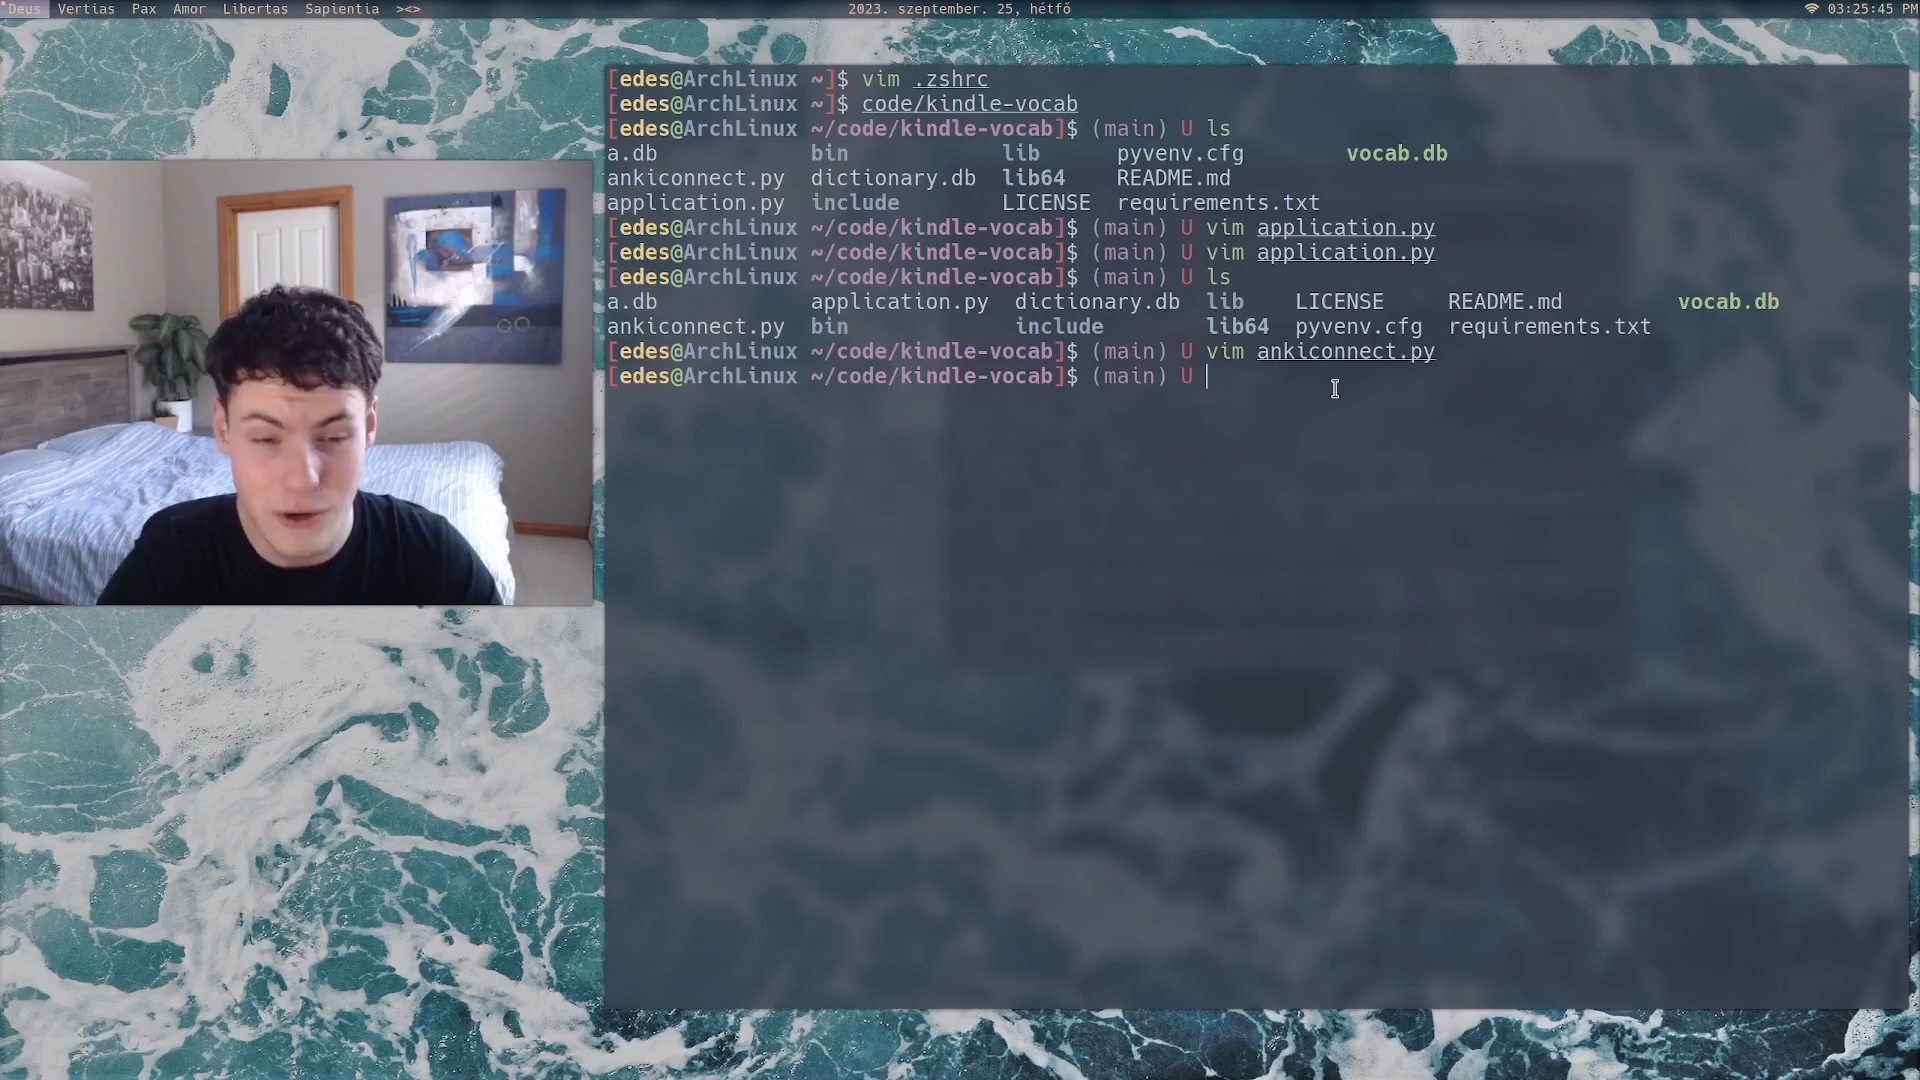 Deus Vertias Pax Amor Libertas Sapientia ><> 2023. szeptember. 25, hétfő 03:25:45 PM
[edes@ArchLinux ~]$ vim .zshrc
[edes@ArchLinux ~]$ code/kindle-vocab
[edes@ArchLinux ~/code/kindle-vocab]$ (main) U ls
a.db bin lib pyvenv.cfg vocab.db
ankiconnect.py dictionary.db lib64 README.md
application.py include LICENSE requirements.txt
[edes@ArchLinux ~/code/kindle-vocab]$ (main) U vim application.py
[edes@ArchLinux ~/code/kindle-vocab]$ (main) U vim application.py
[edes@ArchLinux ~/code/kindle-vocab]$ (main) U ls
a.db application.py dictionary.db lib LICENSE README.md vocab.db
ankiconnect.py bin include lib64 pyvenv.cfg requirements.txt
[edes@ArchLinux ~/code/kindle-vocab]$ (main) U vim ankiconnect.py
[edes@ArchLinux ~/code/kindle-vocab]$ (main) U